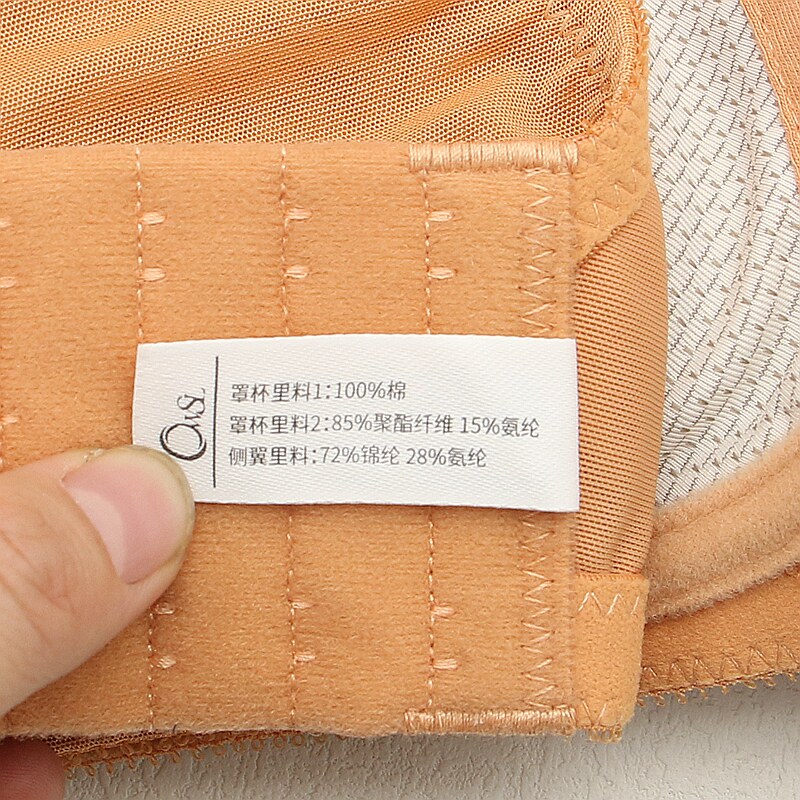 罩杯里料1:100%棉
罩杯里料2:85%聚酯纤维 15%氨纶
侧翼里料:72%锦纶 28%氨纶